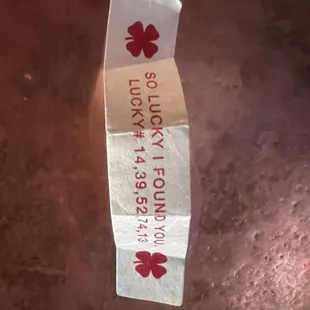 SO LUCKY I FOUND YOU.
LUCKY# 14,39,52,74,13